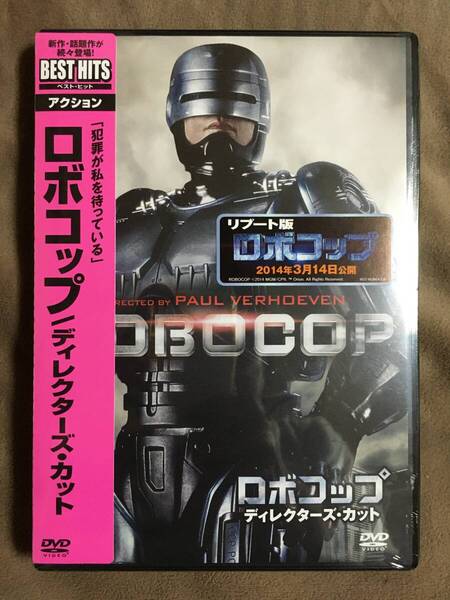 新作・話題作が
続々登場!
BEST HITS
ベスト・ヒット
アクション
「犯罪が私を待っている」
ロボコップ/ディレクターズ・カット
DVD
VIDEO
リブート版
ロボコップ
2014年3月14日公開
DIRECTED BY PAUL VERHOEVEN
ROBOCOP
ロボコップ
ディレクターズ・カット
DVD
VIDEO